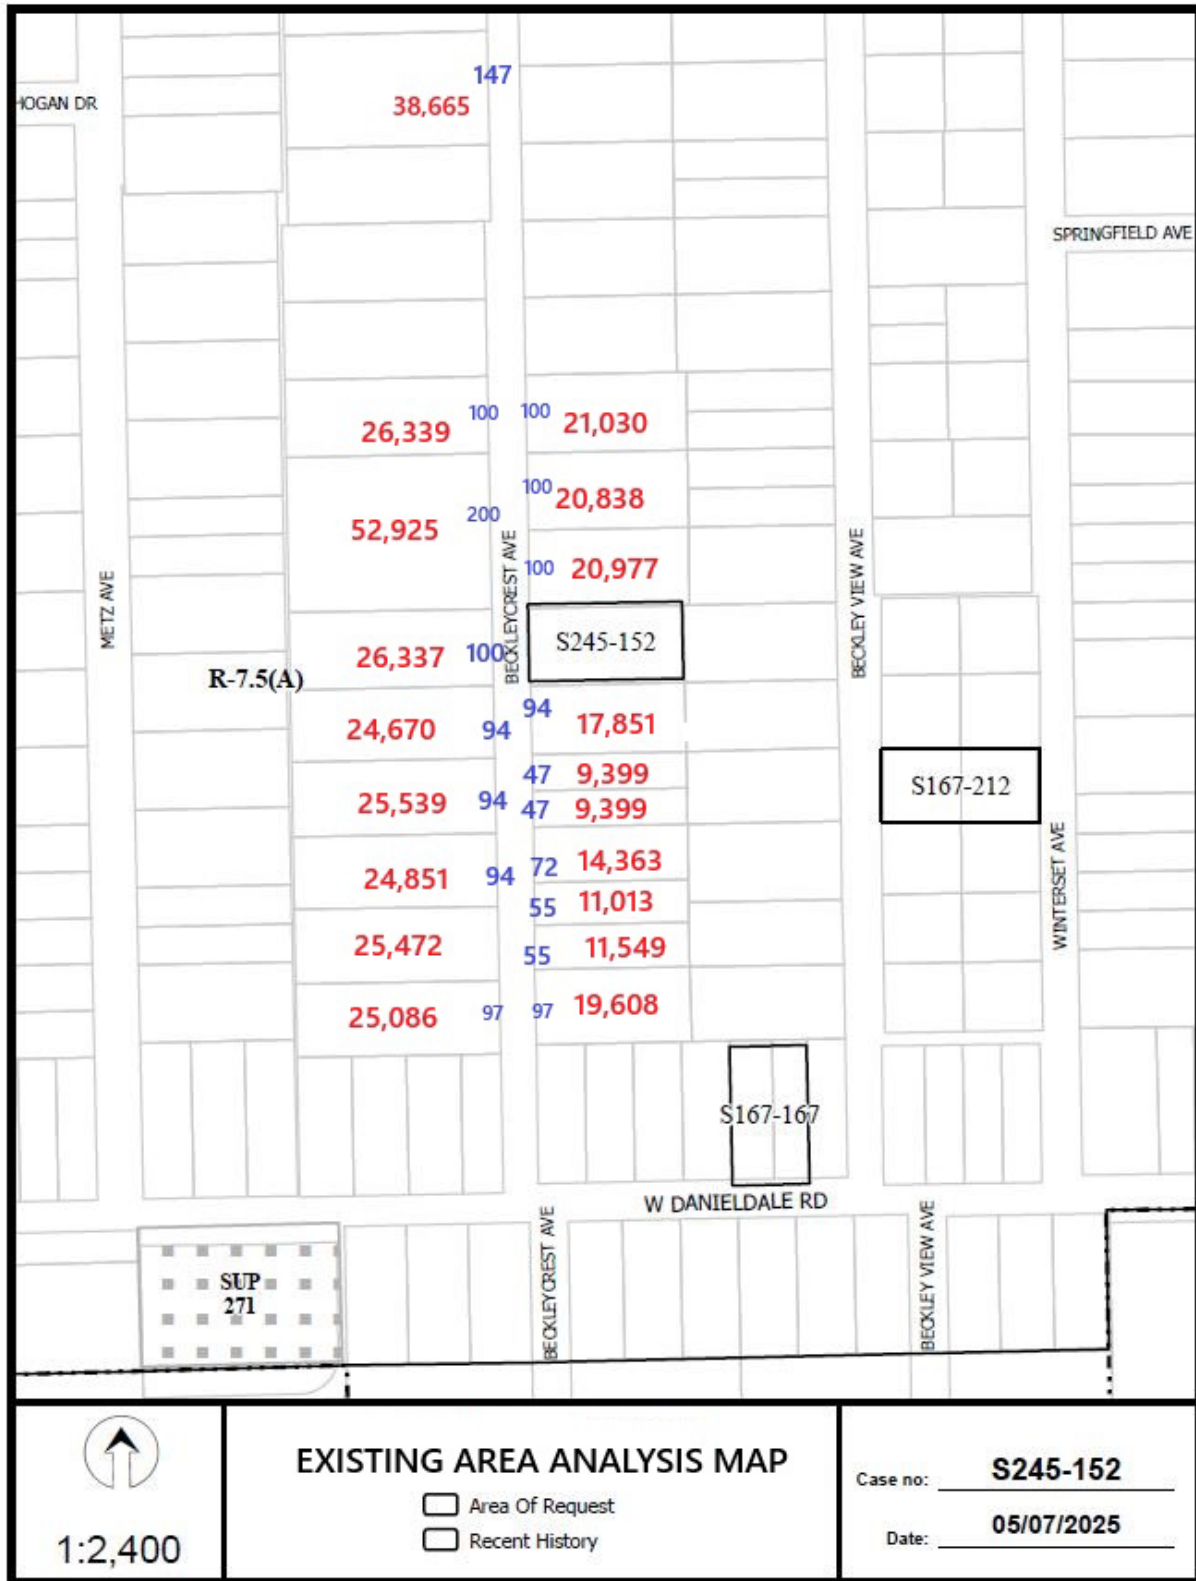 147
HOGAN DR
38,665
SPRINGFIELD AVE
100
100
21,030
26,339
100
20,838
200
52,925
100
20,977
METZ AVE
BECKLEYCREST AVE
BECKLEY VIEW AVE
S245-152
26,337
100
R-7.5(A)
94
17,851
24,670
94
47
9,399
S167-212
25,539
94
47
9,399
72
14,363
24,851
94
55
11,013
WINTERSET AVE
25,472
55
11,549
25,086
97
97
19,608
S167-167
W DANIELDALE RD
BECKLEYCREST AVE
BECKLEY VIEW AVE
SUP
271
1:2,400
EXISTING AREA ANALYSIS MAP
Area Of Request
Recent History
Case no: S245-152
Date: 05/07/2025